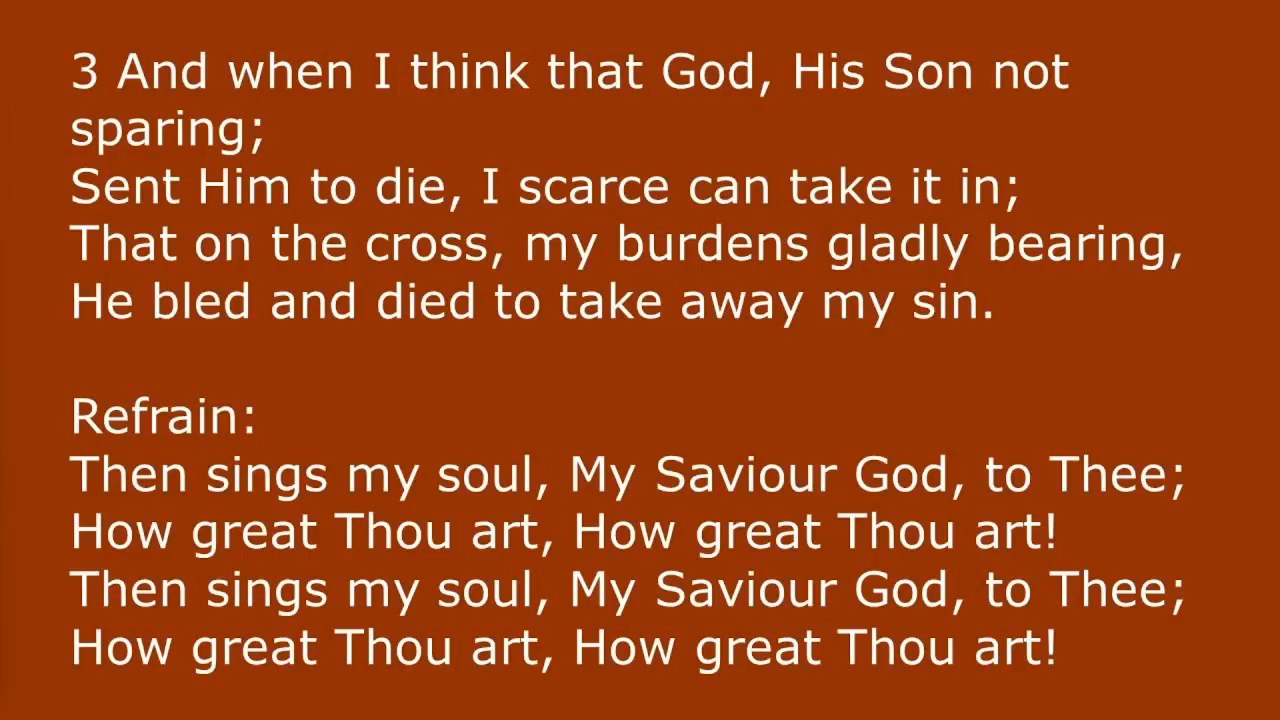 3 And when I think that God, His Son not
sparing;
Sent Him to die, I scarce can take it in;
That on the cross, my burdens gladly bearing,
He bled and died to take away my sin.

Refrain:
Then sings my soul, My Saviour God, to Thee;
How great Thou art, How great Thou art!
Then sings my soul, My Saviour God, to Thee;
How great Thou art, How great Thou art!